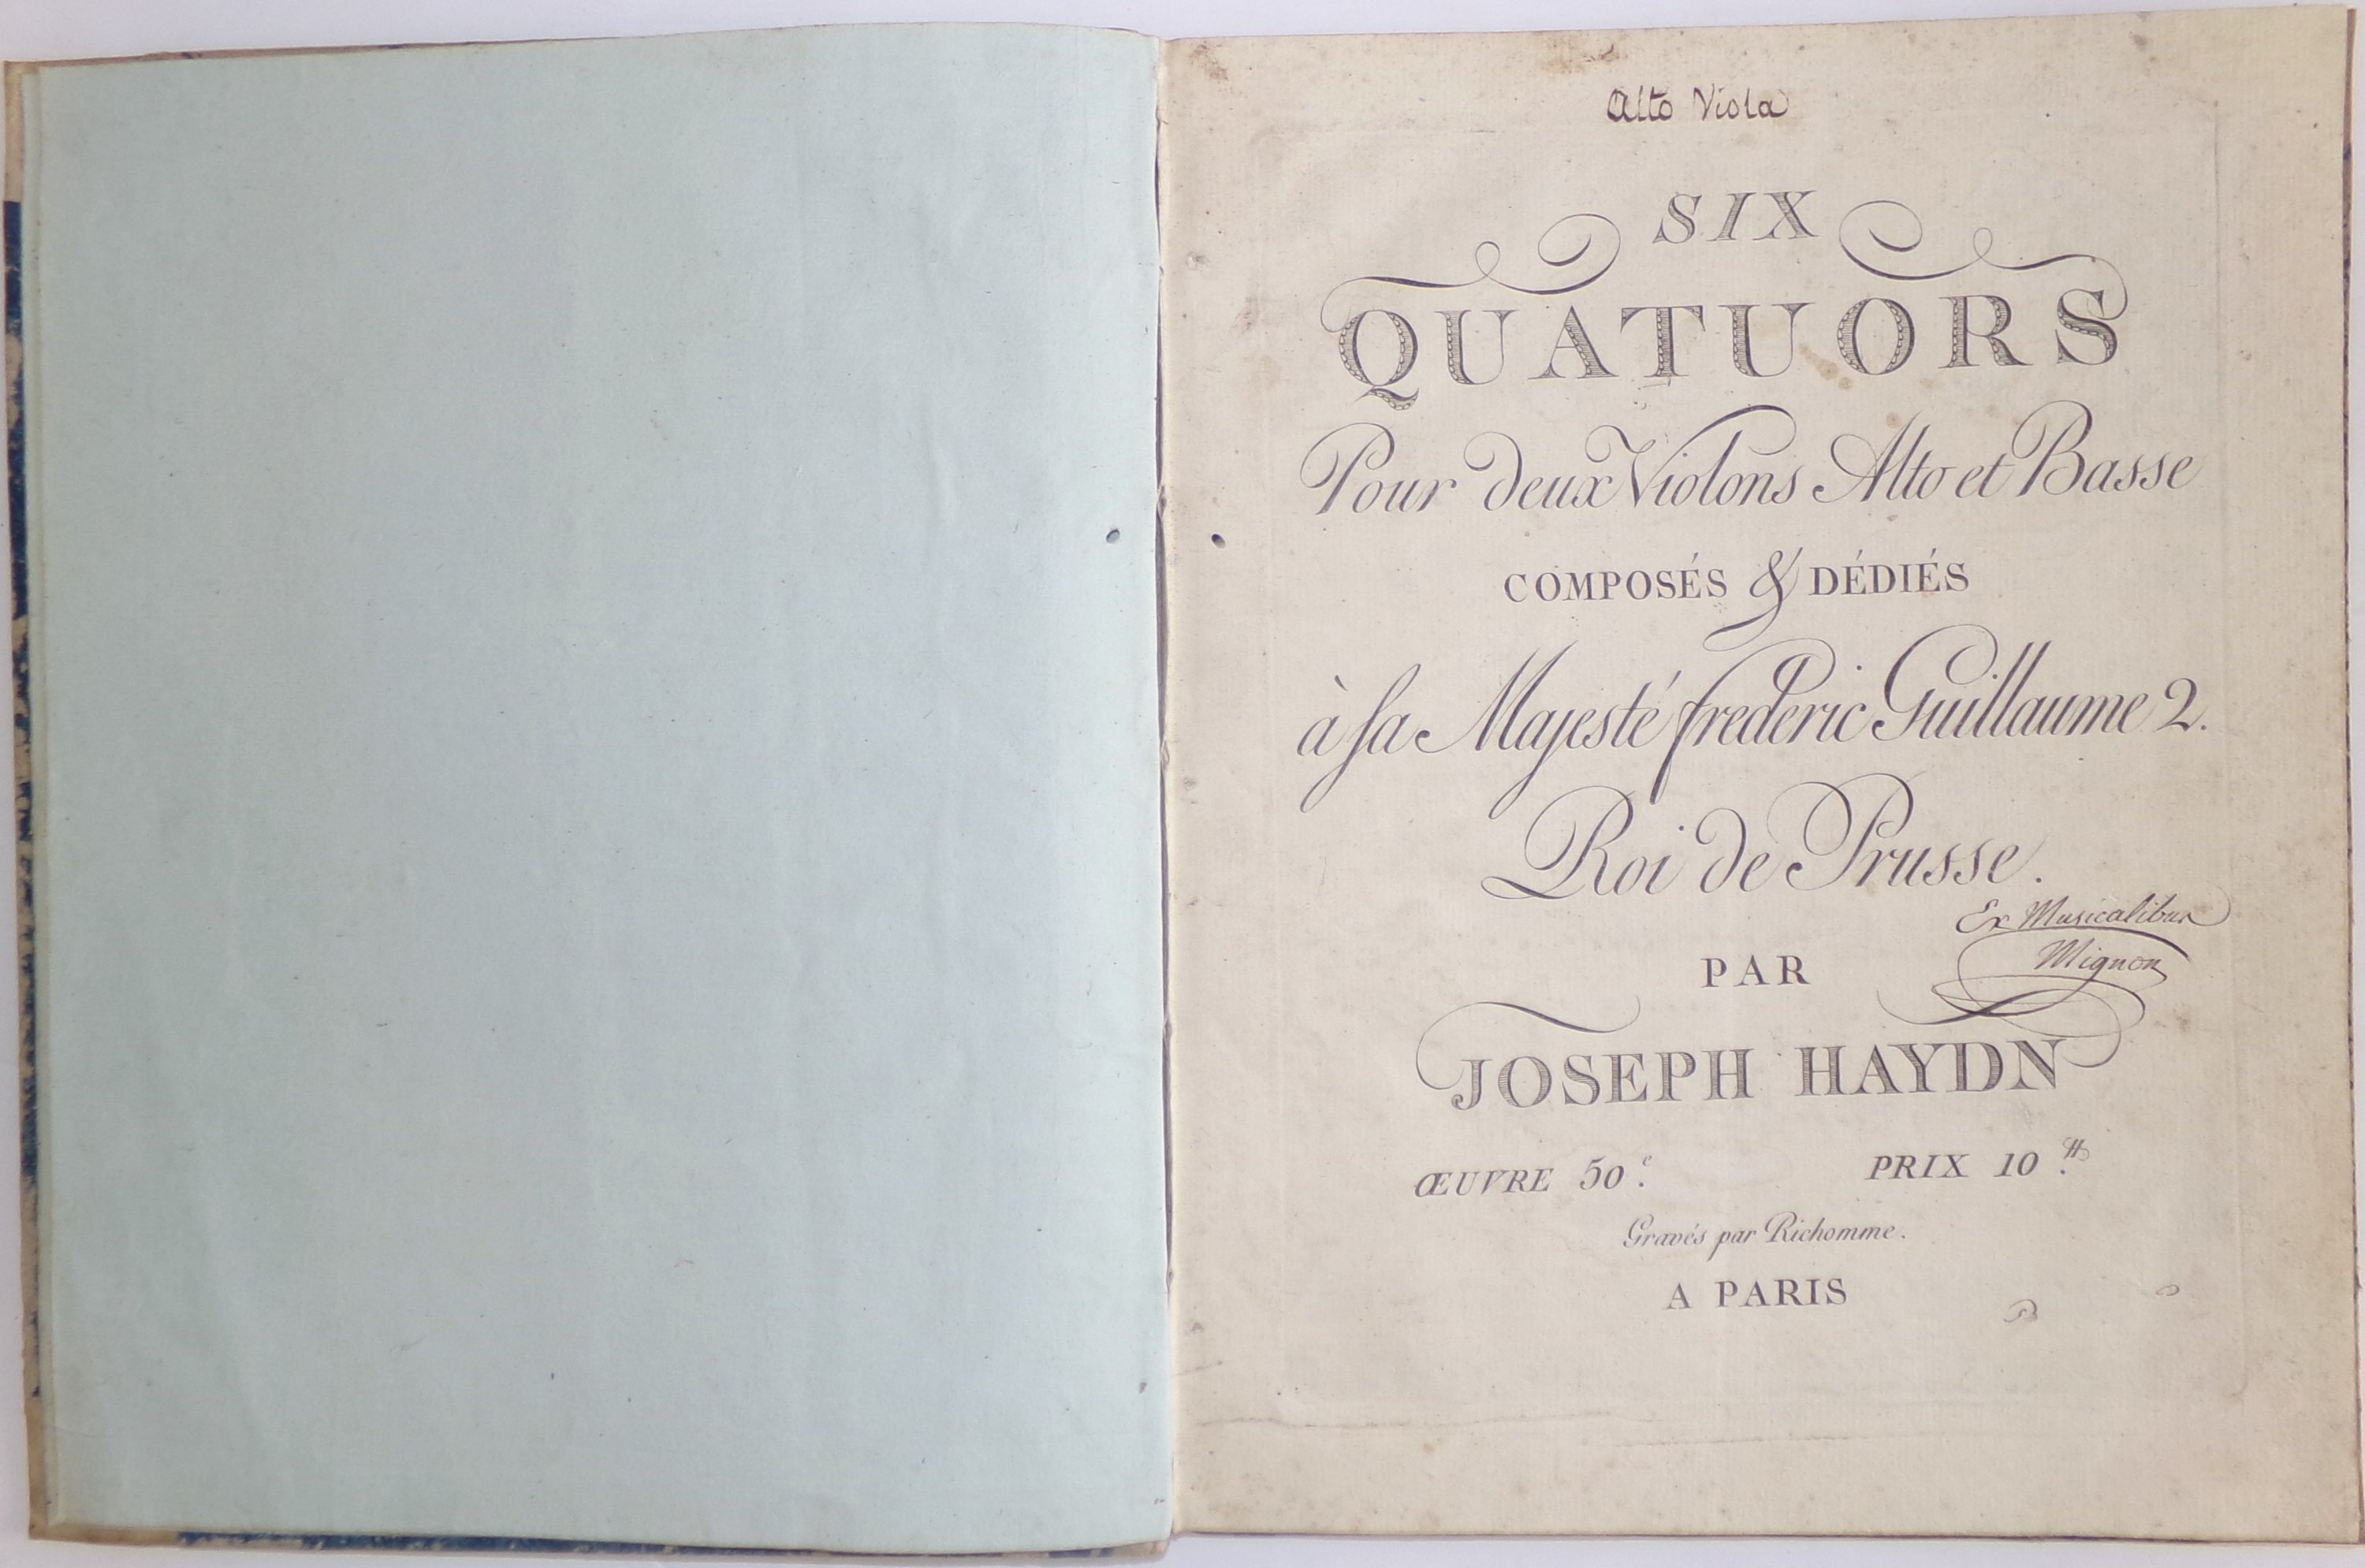 Alto Viola
SIX
QUATUORS
Pour deux Violons Alto et Basse
COMPOSÉS & DÉDIÉS
à sa Majesté frederic Guillaume 2.
Roi de Prusse.
Ex Musicalibus
Mignon
PAR
JOSEPH HAYDN
ŒUVRE 50.e PRIX 10.tt
Gravés par Richomme.
A PARIS